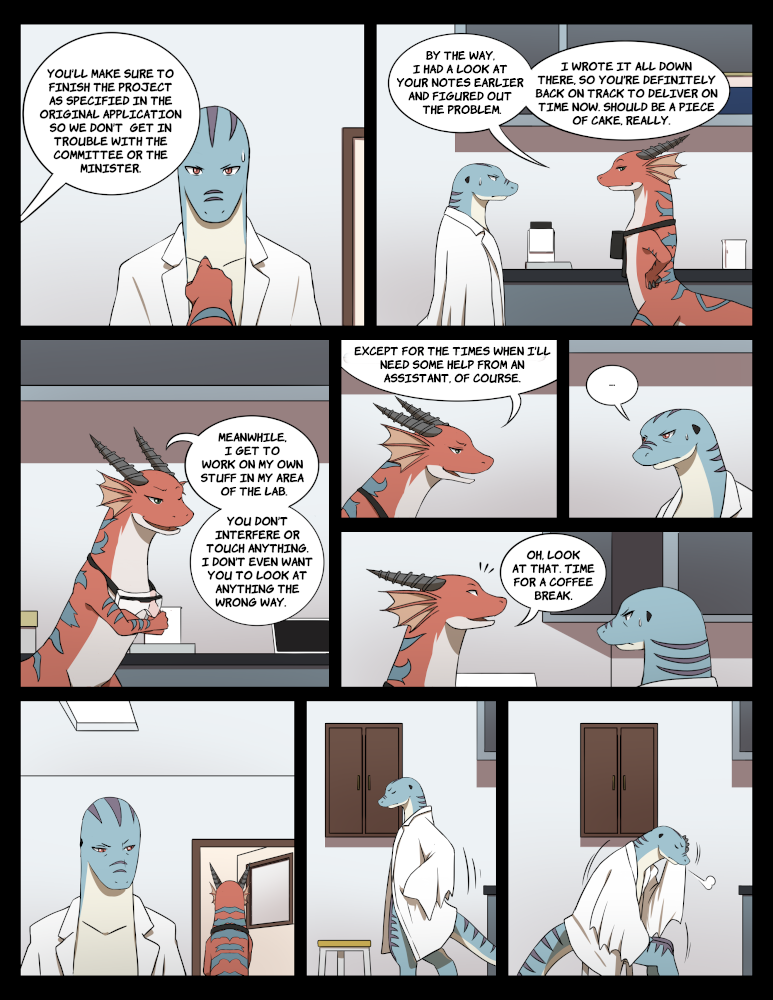 YOU'LL MAKE SURE TO
FINISH THE PROJECT
AS SPECIFIED IN THE
ORIGINAL APPLICATION
SO WE DON'T GET IN
TROUBLE WITH THE
COMMITTEE OR THE
MINISTER.
BY THE WAY,
I HAD A LOOK AT
YOUR NOTES EARLIER
AND FIGURED OUT
THE PROBLEM.
I WROTE IT ALL DOWN
THERE, SO YOU'RE DEFINITELY
BACK ON TRACK TO DELIVER ON
TIME NOW. SHOULD BE A PIECE
OF CAKE, REALLY.
MEANWHILE,
I GET TO
WORK ON MY OWN
STUFF IN MY AREA
OF THE LAB.
YOU DON'T
INTERFERE OR
TOUCH ANYTHING.
I DON'T EVEN WANT
YOU TO LOOK AT
ANYTHING THE
WRONG WAY.
EXCEPT FOR THE TIMES WHEN I'LL
NEED SOME HELP FROM AN
ASSISTANT, OF COURSE.
...
OH, LOOK
AT THAT. TIME
FOR A COFFEE
BREAK.